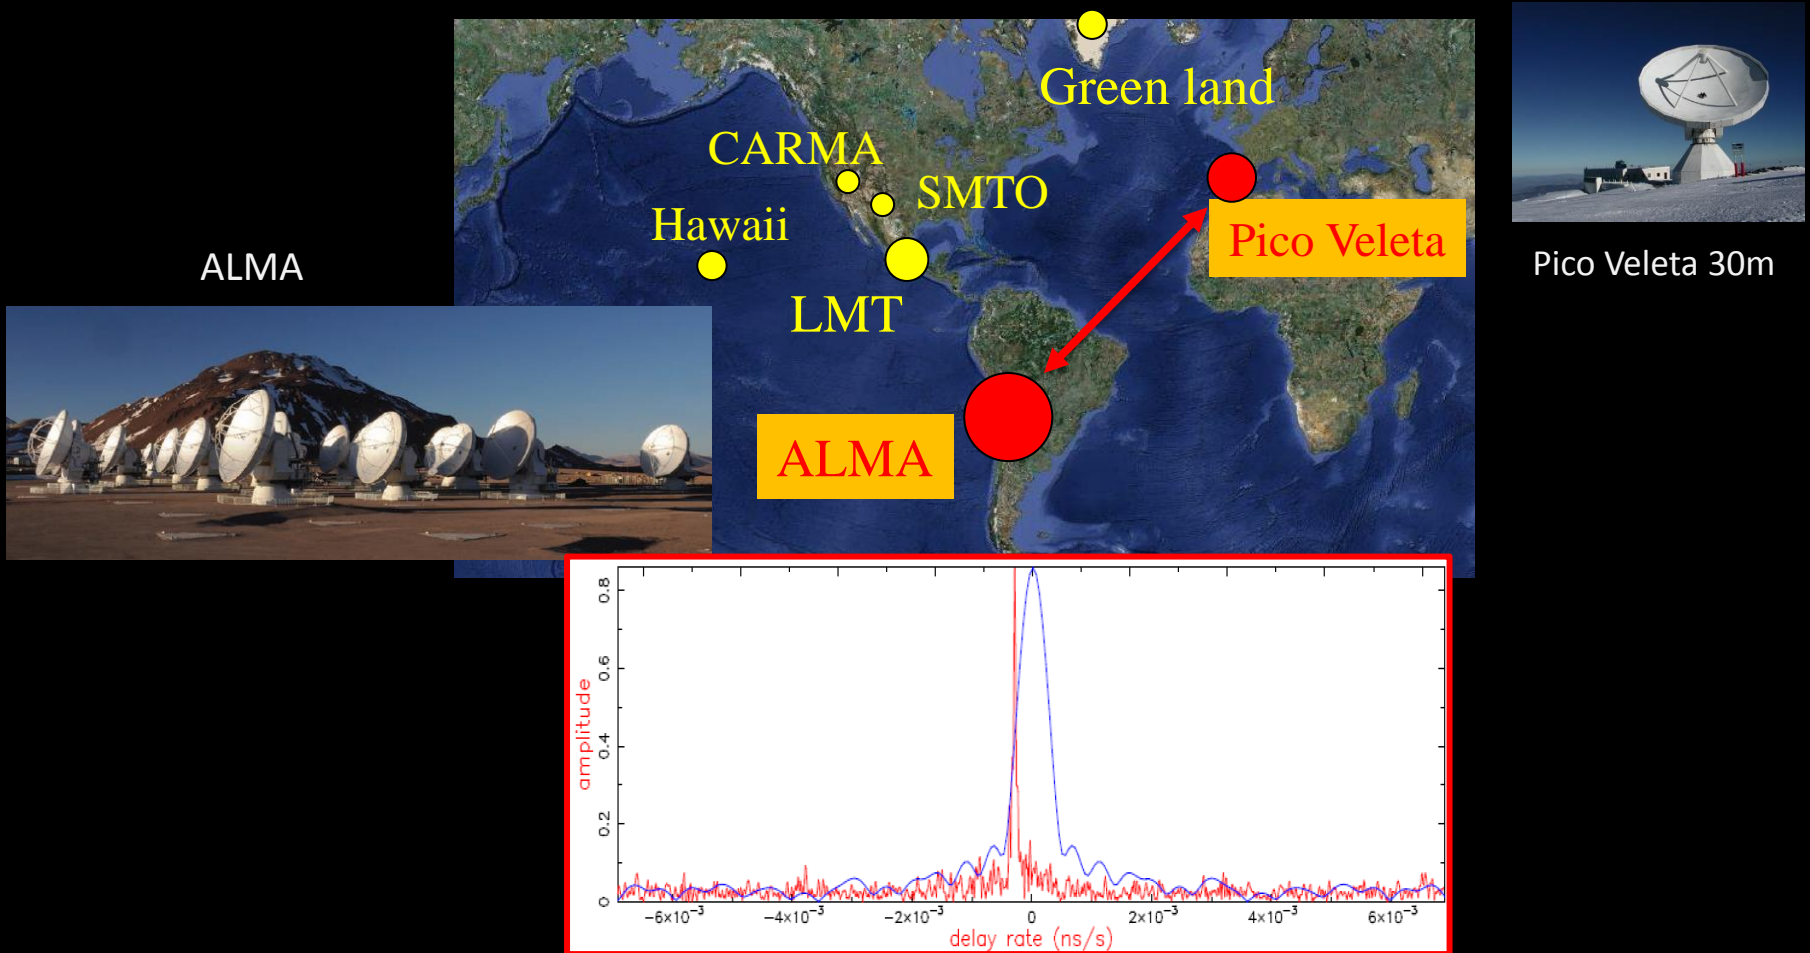 Green land
CARMA
SMTO
Hawaii
Pico Veleta
Pico Veleta 30m
ALMA
LMT
ALMA
0.8
0.6
0.4
0.2
0
amplitude
−6×10⁻³ −4×10⁻³ −2×10⁻³ 0 2×10⁻³ 4×10⁻³ 6×10⁻³
delay rate (ns/s)